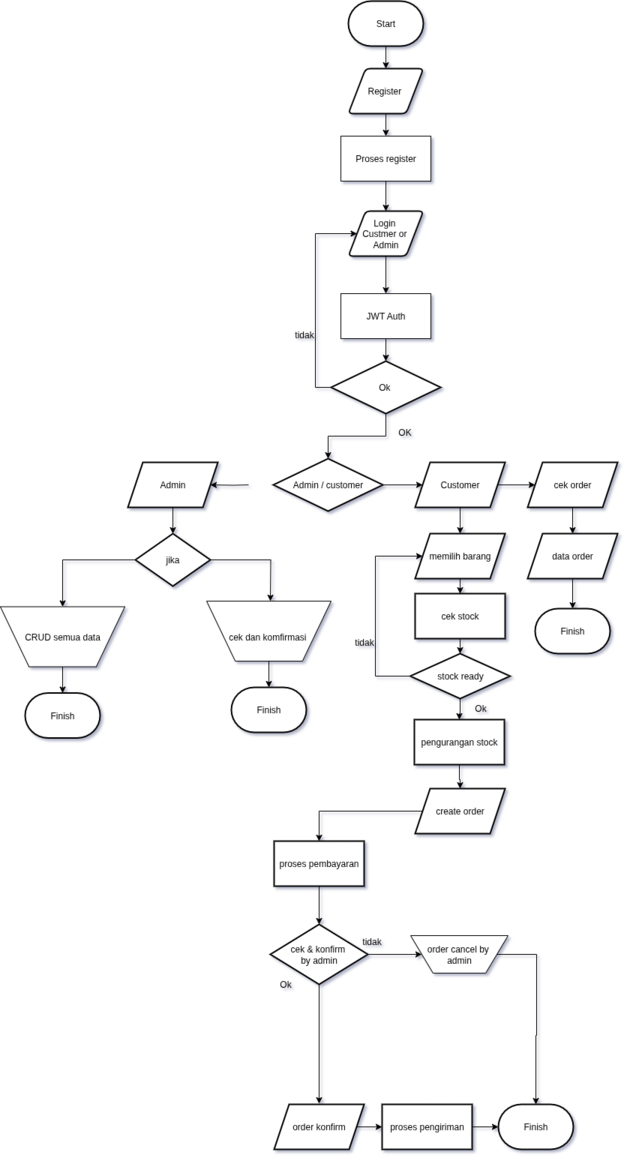 Start
Register
Proses register
Login
Custmer or
Admin
JWT Auth
tidak
Ok
OK
Admin
Admin / customer
Customer
cek order
jika
memilih barang
data order
CRUD semua data
cek dan komfirmasi
cek stock
Finish
tidak
stock ready
Finish
Finish
Ok
pengurangan stock
create order
proses pembayaran
cek & konfirm
by admin
tidak
order cancel by
admin
Ok
order konfirm
proses pengiriman
Finish